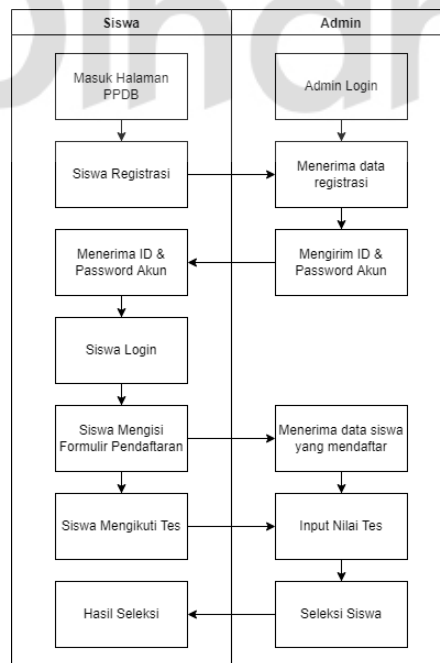 Siswa
Admin
Masuk Halaman
PPDB
Admin Login
Siswa Registrasi
Menerima data
registrasi
Menerima ID &
Password Akun
Mengirim ID &
Password Akun
Siswa Login
Siswa Mengisi
Formulir Pendaftaran
Menerima data siswa
yang mendaftar
Siswa Mengikuti Tes
Input Nilai Tes
Hasil Seleksi
Seleksi Siswa